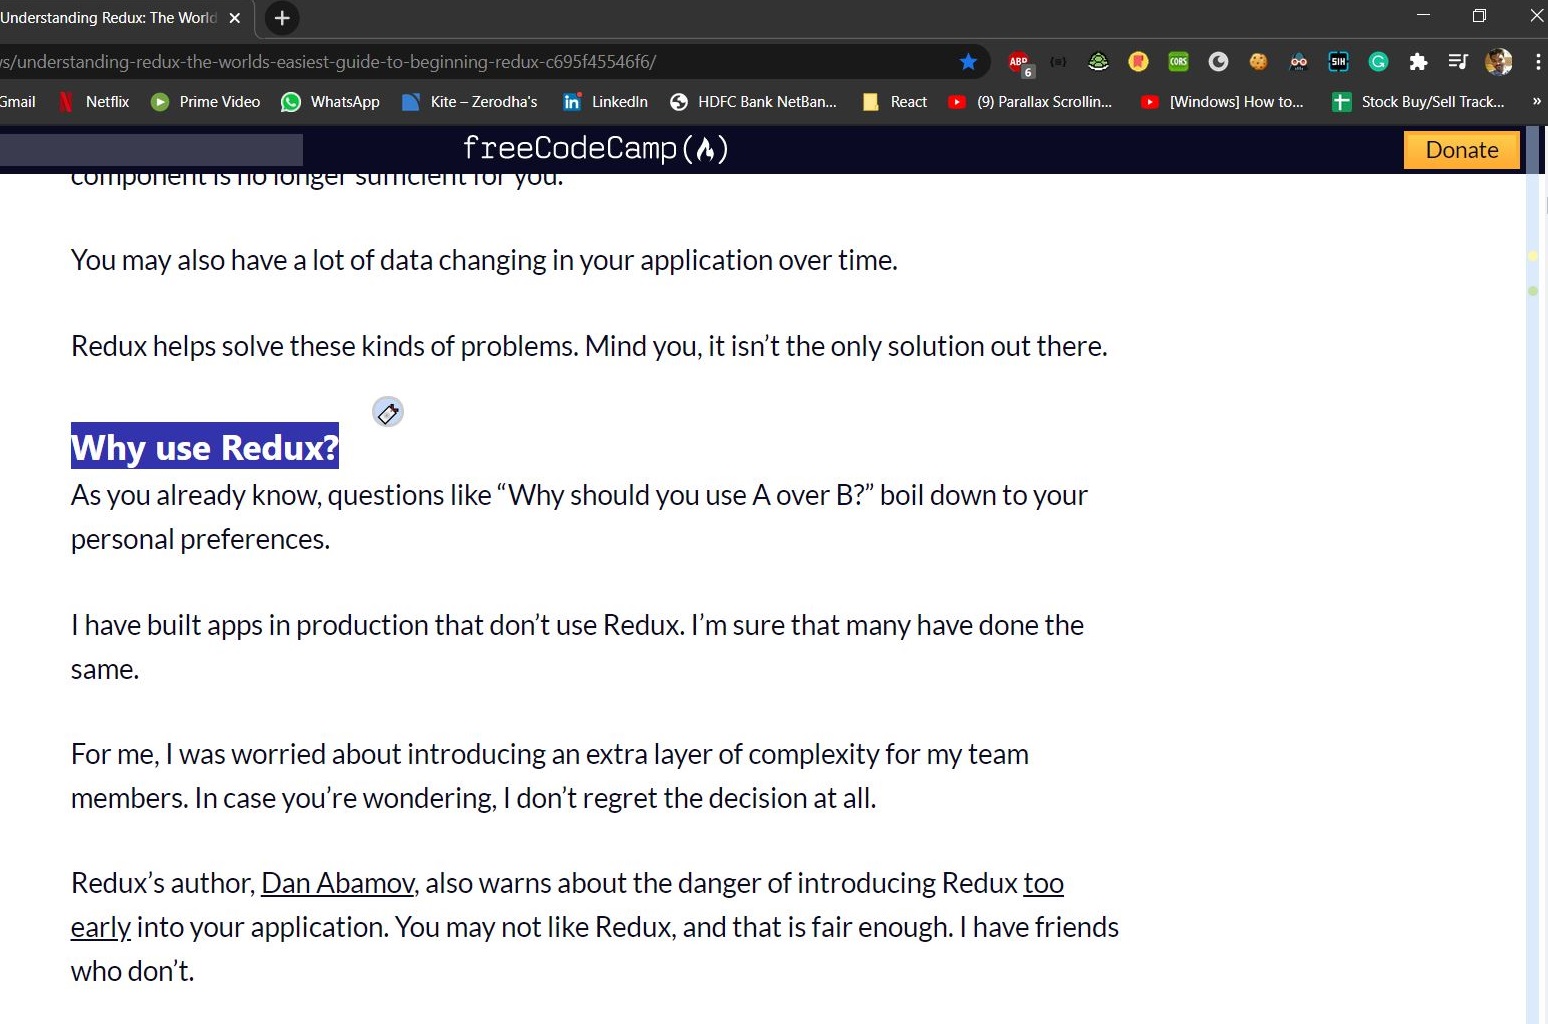 Understanding Redux: The World
s/understanding-redux-the-worlds-easiest-guide-to-beginning-redux-c695f45546f6/
ABP 6 CORS SIH G
Gmail Netflix Prime Video WhatsApp Kite – Zerodha's in LinkedIn HDFC Bank NetBan... React (9) Parallax Scrollin... [Windows] How to... Stock Buy/Sell Track... »
freeCodeCamp Donate
component is no longer sufficient for you.
You may also have a lot of data changing in your application over time.
Redux helps solve these kinds of problems. Mind you, it isn’t the only solution out there.
Why use Redux?
As you already know, questions like “Why should you use A over B?” boil down to your
personal preferences.
I have built apps in production that don’t use Redux. I’m sure that many have done the
same.
For me, I was worried about introducing an extra layer of complexity for my team
members. In case you’re wondering, I don’t regret the decision at all.
Redux’s author, Dan Abamov, also warns about the danger of introducing Redux too
early into your application. You may not like Redux, and that is fair enough. I have friends
who don’t.